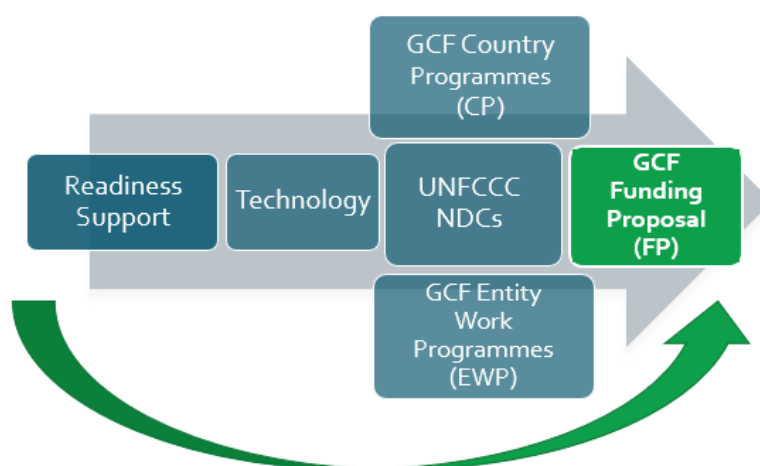 GCF Country
Programmes
(CP)
Readiness
Support
Technology
UNFCCC
NDCs
GCF
Funding
Proposal
(FP)
GCF Entity
Work
Programmes
(EWP)